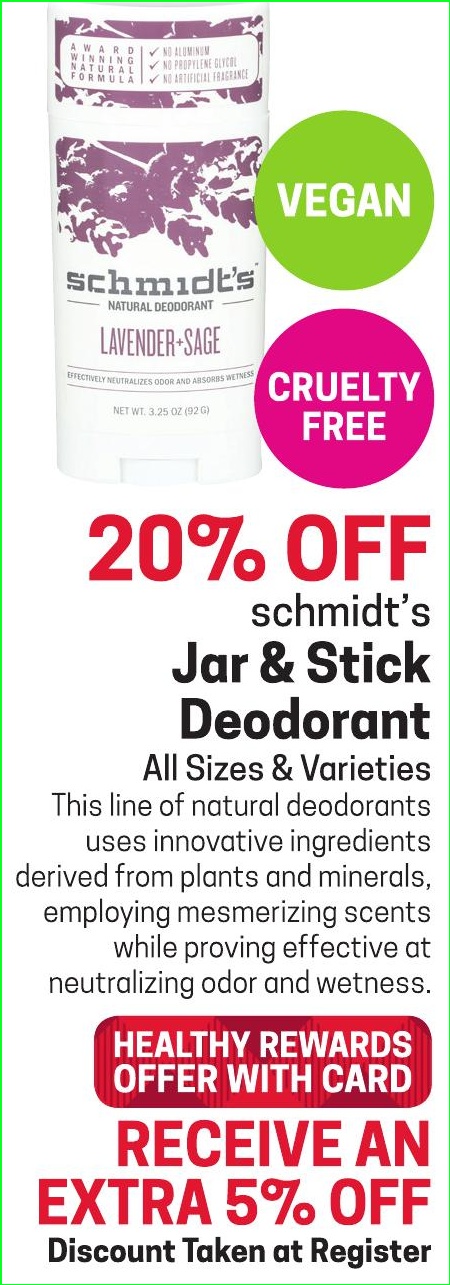 AWARD
WINNING
NATURAL
FORMULA
✓ NO ALUMINUM
✓ NO PROPYLENE GLYCOL
✓ NO ARTIFICIAL FRAGRANCE
schmidt's™
NATURAL DEODORANT
LAVENDER+SAGE
EFFECTIVELY NEUTRALIZES ODOR AND ABSORBS WETNESS
NET WT. 3.25 OZ (92 G)
VEGAN
CRUELTY
FREE
20% OFF
schmidt's
Jar & Stick
Deodorant
All Sizes & Varieties
This line of natural deodorants
uses innovative ingredients
derived from plants and minerals,
employing mesmerizing scents
while proving effective at
neutralizing odor and wetness.
HEALTHY REWARDS
OFFER WITH CARD
RECEIVE AN
EXTRA 5% OFF
Discount Taken at Register